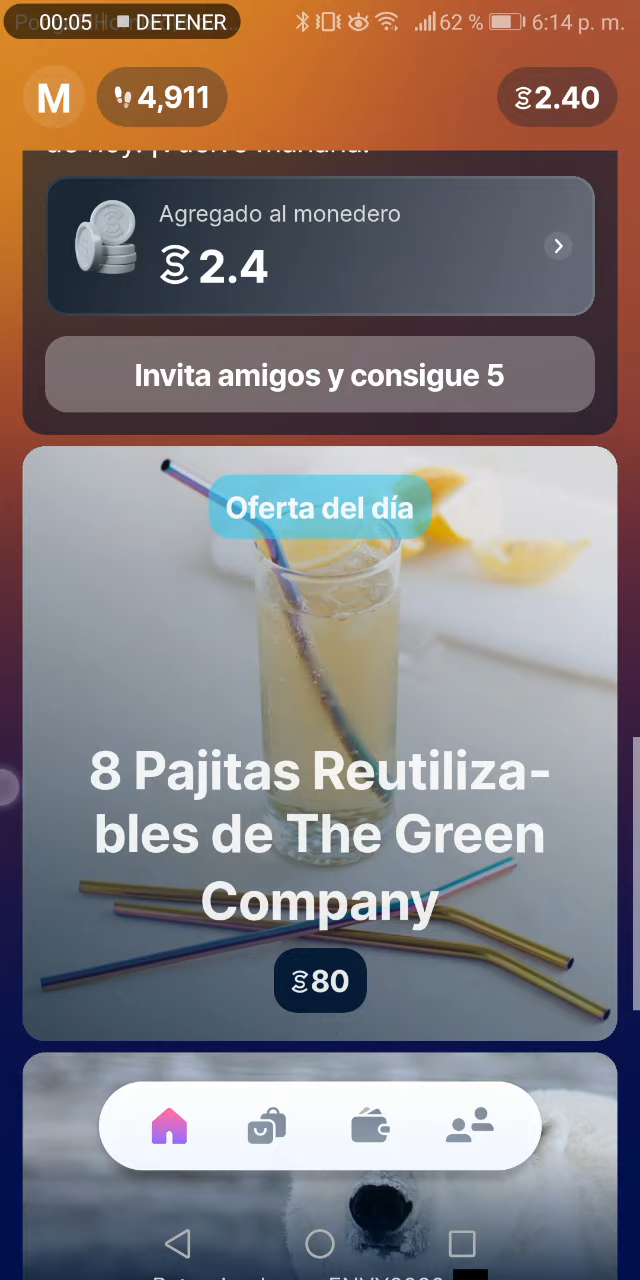 00:05 DETENER 62 % 6:14 p. m.
M 4,911 2.40
Agregado al monedero
2.4
Invita amigos y consigue 5
Oferta del día
8 Pajitas Reutiliza-
bles de The Green
Company
80